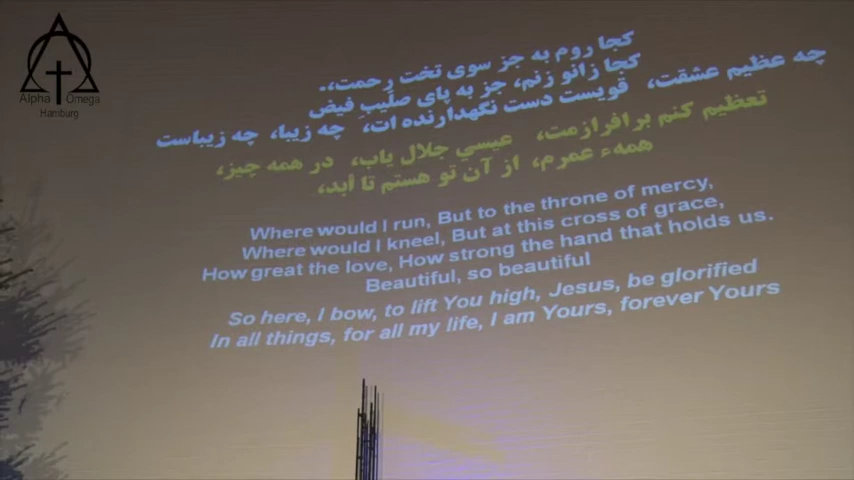 Alpha Omega
Hamburg
کجا روم به جز سوی تخت رحمت،.
کجا زانو زنم، جز به پای صلیبِ فیض
چه عظیم عشقت، قویست دست نگهدارنده ات، چه زیبا، چه زیباست
تعظیم کنم برافرازمت، عیسي جلال یاب، در همه چیز،
همهء عمرم، از آن تو هستم تا اَبد،
Where would I run, But to the throne of mercy,
Where would I kneel, But at this cross of grace,
How great the love, How strong the hand that holds us.
Beautiful, so beautiful
So here, I bow, to lift You high, Jesus, be glorified
In all things, for all my life, I am Yours, forever Yours